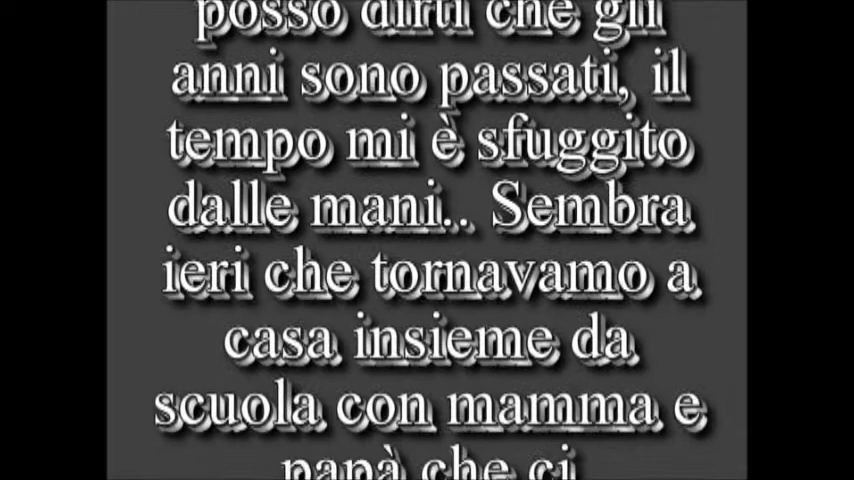 posso dirti che gli
anni sono passati, il
tempo mi è sfuggito
dalle mani.. Sembra
ieri che tornavamo a
casa insieme da
scuola con mamma e
papà che ci